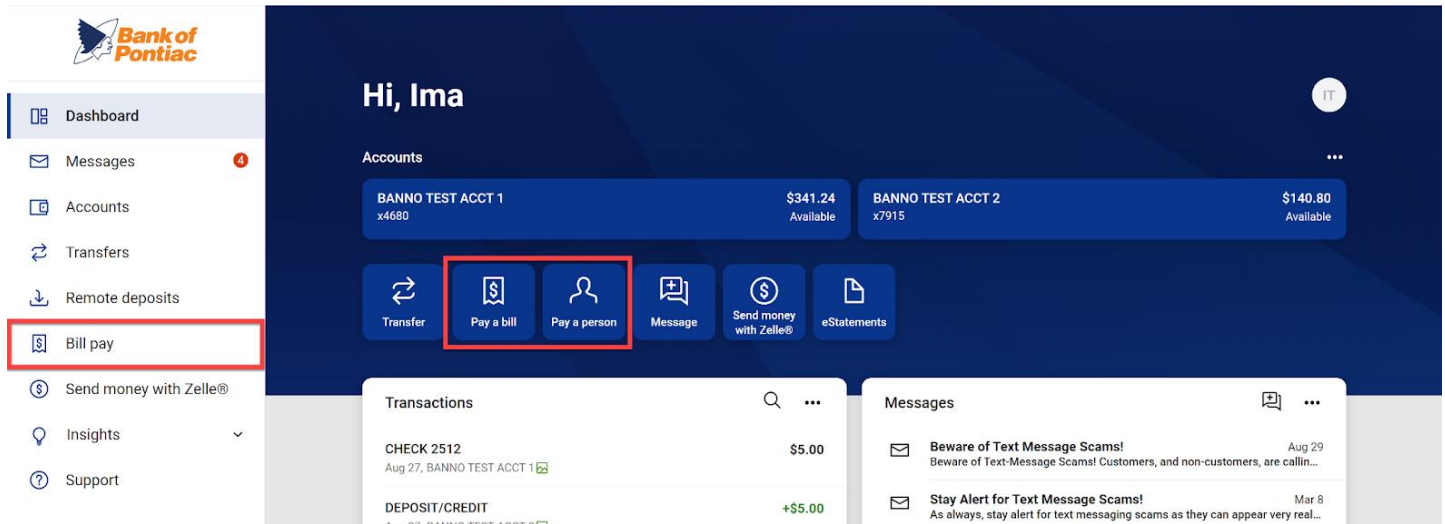 Bank of
Pontiac
Dashboard
Messages 4
Accounts
Transfers
Remote deposits
Bill pay
Send money with Zelle®
Insights
Support
Hi, Ima
IT
Accounts
BANNO TEST ACCT 1 $341.24
x4680 Available
BANNO TEST ACCT 2 $140.80
x7915 Available
Transfer
Pay a bill
Pay a person
Message
Send money
with Zelle®
eStatements
Transactions
CHECK 2512 $5.00
Aug 27, BANNO TEST ACCT 1
DEPOSIT/CREDIT +$5.00
Messages
Beware of Text Message Scams! Aug 29
Beware of Text-Message Scams! Customers, and non-customers, are callin...
Stay Alert for Text Message Scams! Mar 8
As always, stay alert for text messaging scams as they can appear very real...